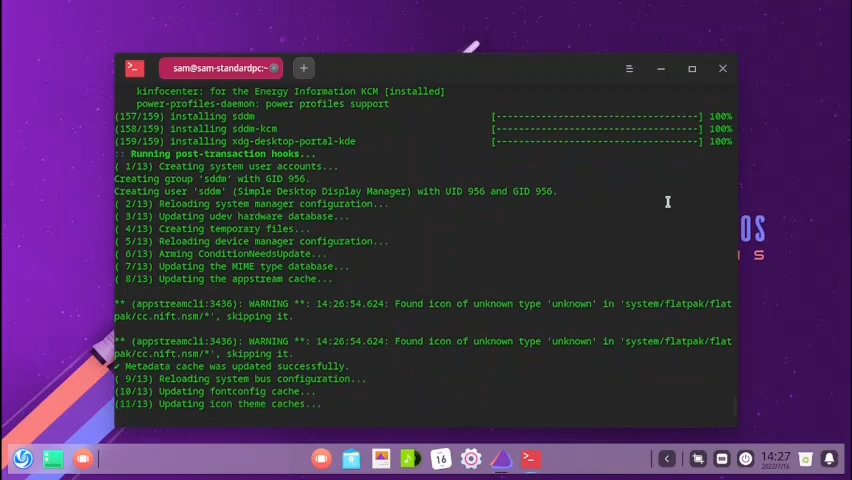 sam@sam-standardpc:~
kinfocenter: for the Energy Information KCM [installed]
power-profiles-daemon: power profiles support
(157/159) installing sddm [----------------------------------] 100%
(158/159) installing sddm-kcm [----------------------------------] 100%
(159/159) installing xdg-desktop-portal-kde [----------------------------------] 100%
:: Running post-transaction hooks...
( 1/13) Creating system user accounts...
Creating group 'sddm' with GID 956.
Creating user 'sddm' (Simple Desktop Display Manager) with UID 956 and GID 956.
( 2/13) Reloading system manager configuration...
( 3/13) Updating udev hardware database...
( 4/13) Creating temporary files...
( 5/13) Reloading device manager configuration...
( 6/13) Arming ConditionNeedsUpdate...
( 7/13) Updating the MIME type database...
( 8/13) Updating the appstream cache...
** (appstreamcli:3436): WARNING **: 14:26:54.624: Found icon of unknown type 'unknown' in 'system/flatpak/flat
pak/cc.nift.nsm/*', skipping it.
** (appstreamcli:3436): WARNING **: 14:26:54.624: Found icon of unknown type 'unknown' in 'system/flatpak/flat
pak/cc.nift.nsm/*', skipping it.
✔ Metadata cache was updated successfully.
( 9/13) Reloading system bus configuration...
(10/13) Updating fontconfig cache...
(11/13) Updating icon theme caches...
OS
S
16
14:27
2022/7/16